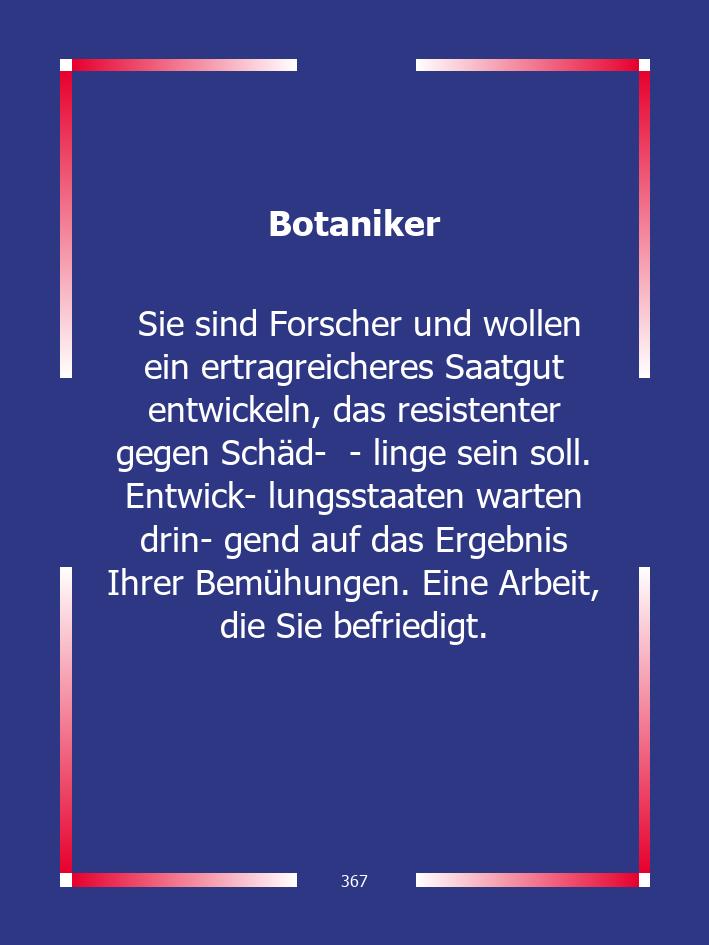 Botaniker
Sie sind Forscher und wollen
ein ertragreicheres Saatgut
entwickeln, das resistenter
gegen Schäd-  - linge sein soll.
Entwick- lungsstaaten warten
drin- gend auf das Ergebnis
Ihrer Bemühungen. Eine Arbeit,
die Sie befriedigt.
367